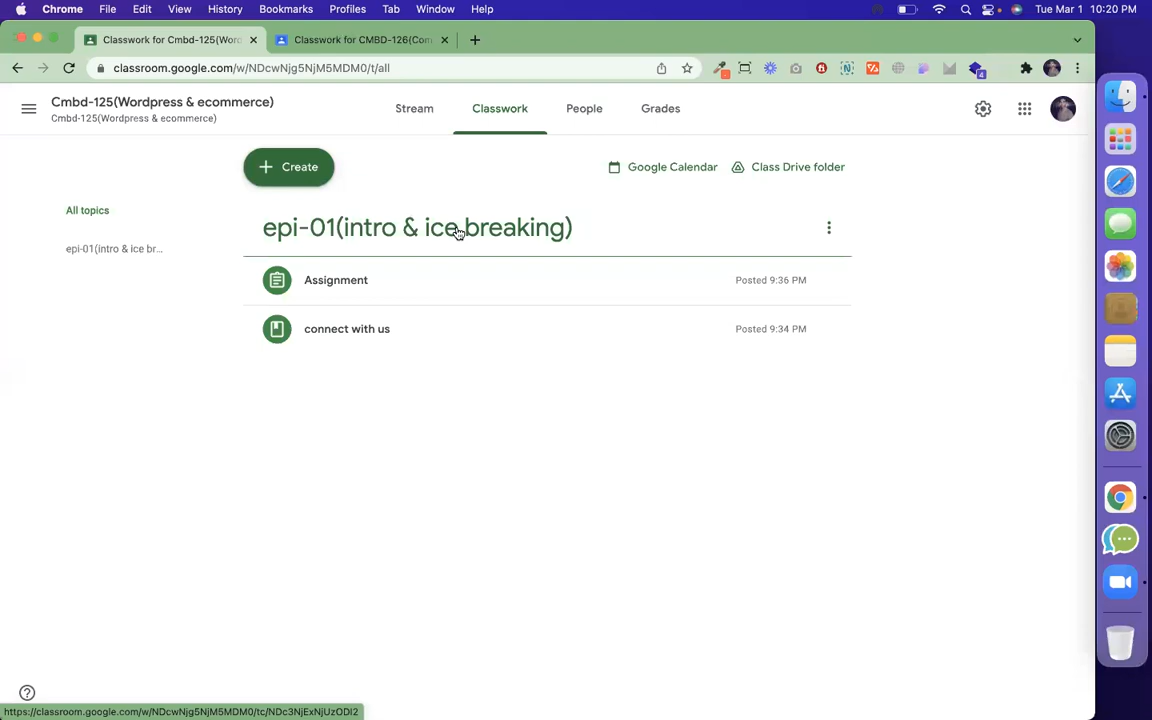 Chrome File Edit View History Bookmarks Profiles Tab Window Help Tue Mar 1 10:20 PM
Classwork for Cmbd-125(Wor Classwork for CMBD-126(Com
classroom.google.com/w/NDcwNjg5NjM5MDM0/t/all
4
Cmbd-125(Wordpress & ecommerce)
Cmbd-125(Wordpress & ecommerce)
Stream Classwork People Grades
+ Create
Google Calendar Class Drive folder
All topics
epi-01(intro & ice br...
epi-01(intro & ice breaking)
Assignment Posted 9:36 PM
connect with us Posted 9:34 PM
https://classroom.google.com/w/NDcwNjg5NjM5MDM0/tc/NDc3NjExNjUzODI2